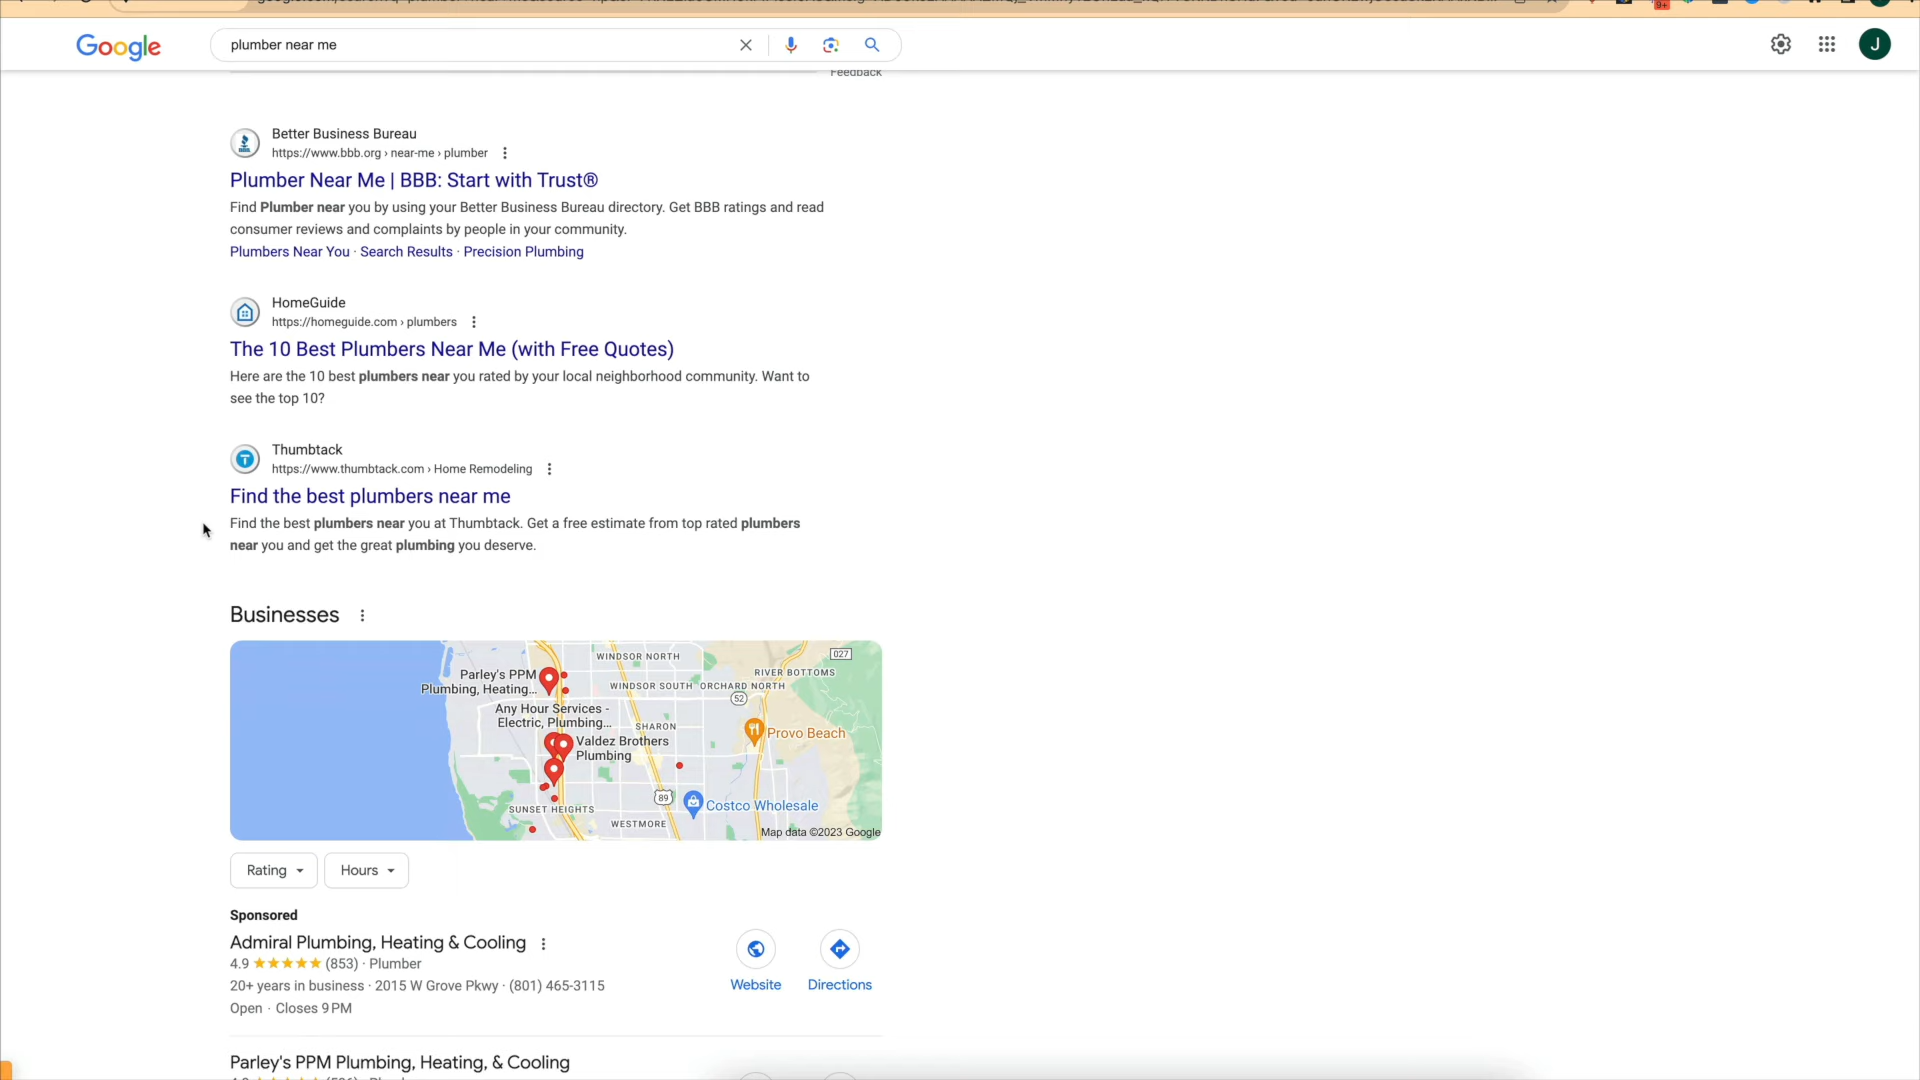 Google
plumber near me
9+
J
Feedback
Better Business Bureau
https://www.bbb.org › near-me › plumber
Plumber Near Me | BBB: Start with Trust®
Find Plumber near you by using your Better Business Bureau directory. Get BBB ratings and read
consumer reviews and complaints by people in your community.
Plumbers Near You · Search Results · Precision Plumbing
HomeGuide
https://homeguide.com › plumbers
The 10 Best Plumbers Near Me (with Free Quotes)
Here are the 10 best plumbers near you rated by your local neighborhood community. Want to
see the top 10?
Thumbtack
https://www.thumbtack.com › Home Remodeling
Find the best plumbers near me
Find the best plumbers near you at Thumbtack. Get a free estimate from top rated plumbers
near you and get the great plumbing you deserve.
Businesses
WINDSOR NORTH
027
Parley's PPM
Plumbing, Heating...
RIVER BOTTOMS
WINDSOR SOUTH
ORCHARD NORTH
52
Any Hour Services -
Electric, Plumbing...
SHARON
Provo Beach
Valdez Brothers
Plumbing
89
Costco Wholesale
SUNSET HEIGHTS
WESTMORE
Map data ©2023 Google
Rating
Hours
Sponsored
Admiral Plumbing, Heating & Cooling
4.9 (853) · Plumber
20+ years in business · 2015 W Grove Pkwy · (801) 465-3115
Open · Closes 9 PM
Website
Directions
Parley's PPM Plumbing, Heating, & Cooling